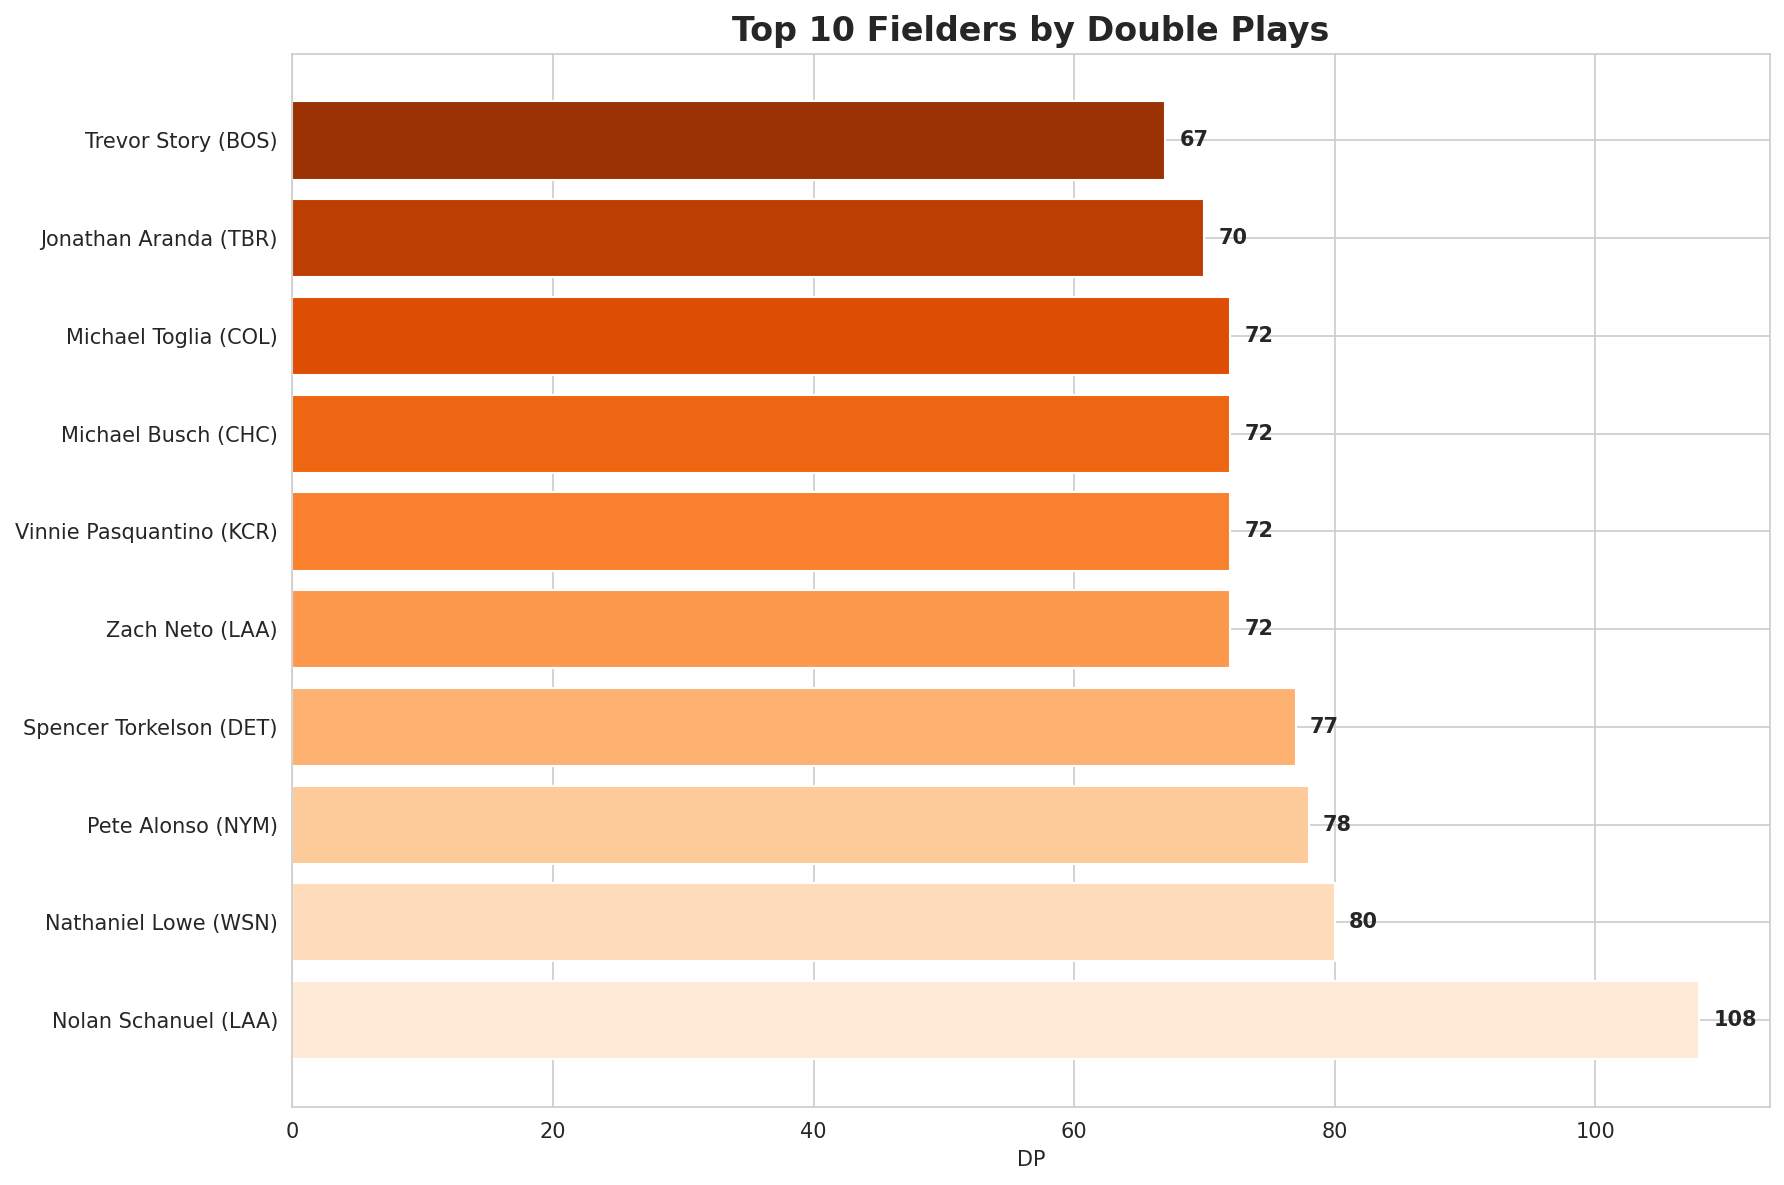 Top 10 Fielders by Double Plays
Trevor Story (BOS) 67
Jonathan Aranda (TBR) 70
Michael Toglia (COL) 72
Michael Busch (CHC) 72
Vinnie Pasquantino (KCR) 72
Zach Neto (LAA) 72
Spencer Torkelson (DET) 77
Pete Alonso (NYM) 78
Nathaniel Lowe (WSN) 80
Nolan Schanuel (LAA) 108
0 20 40 60 80 100
DP